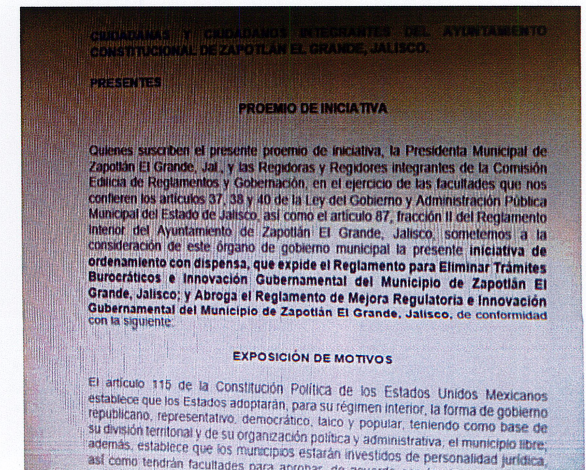 CIUDADANAS Y CIUDADANOS INTEGRANTES DEL AYUNTAMIENTO
CONSTITUCIONAL DE ZAPOTLÁN EL GRANDE, JALISCO.
PRESENTES
PROEMIO DE INICIATIVA
Quienes suscriben el presente proemio de iniciativa, la Presidenta Municipal de
Zapotlán El Grande, Jal., y las Regidoras y Regidores integrantes de la Comisión
Edilicia de Reglamentos y Gobernación, en el ejercicio de las facultades que nos
confieren los artículos 37, 38 y 40 de la Ley del Gobierno y Administración Pública
Municipal del Estado de Jalisco, así como el artículo 87, fracción II del Reglamento
Interior del Ayuntamiento de Zapotlán El Grande, Jalisco, sometemos a la
consideración de este órgano de gobierno municipal la presente iniciativa de
ordenamiento con dispensa, que expide el Reglamento para Eliminar Trámites
Burocráticos e Innovación Gubernamental del Municipio de Zapotlán El
Grande, Jalisco; y Abroga el Reglamento de Mejora Regulatoria e Innovación
Gubernamental del Municipio de Zapotlán El Grande, Jalisco, de conformidad
con la siguiente:
EXPOSICIÓN DE MOTIVOS
El artículo 115 de la Constitución Política de los Estados Unidos Mexicanos
establece que los Estados adoptarán, para su régimen interior, la forma de gobierno
republicano, representativo, democrático, laico y popular, teniendo como base de
su división territorial y de su organización política y administrativa, el municipio libre;
además, establece que los municipios estarán investidos de personalidad jurídica,
así como tendrán facultades para aprobar, de acuerdo